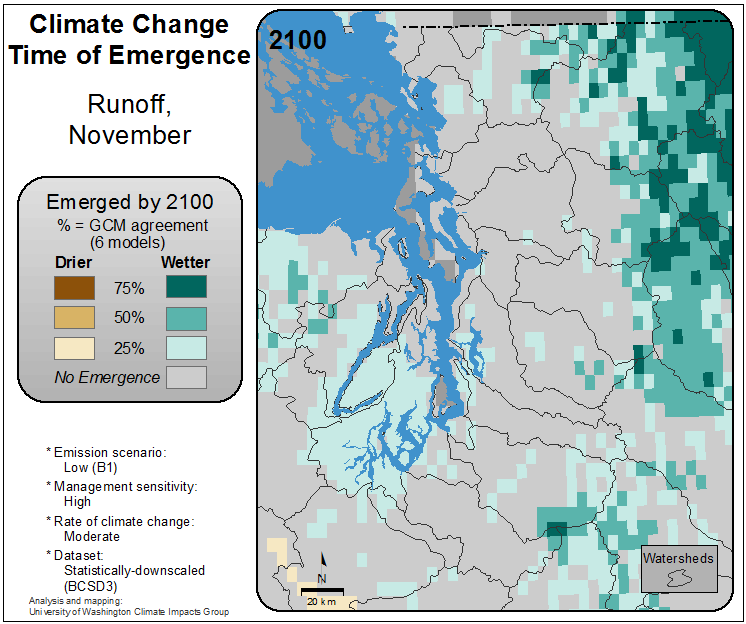 Climate Change
Time of Emergence
Runoff,
November
Emerged by 2100
% = GCM agreement
(6 models)
Drier Wetter
75%
50%
25%
No Emergence
* Emission scenario:
Low (B1)
* Management sensitivity:
High
* Rate of climate change:
Moderate
* Dataset:
Statistically-downscaled
(BCSD3)
Analysis and mapping:
University of Washington Climate Impacts Group
2100
N
20 km
Watersheds